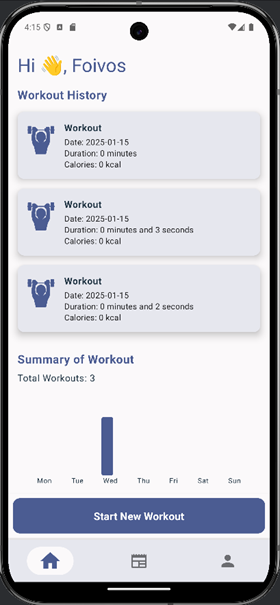 4:15
Hi 👋, Foivos
Workout History
Workout
Date: 2025-01-15
Duration: 0 minutes
Calories: 0 kcal
Workout
Date: 2025-01-15
Duration: 0 minutes and 3 seconds
Calories: 0 kcal
Workout
Date: 2025-01-15
Duration: 0 minutes and 2 seconds
Calories: 0 kcal
Summary of Workout
Total Workouts: 3
Mon Tue Wed Thu Fri Sat Sun
Start New Workout